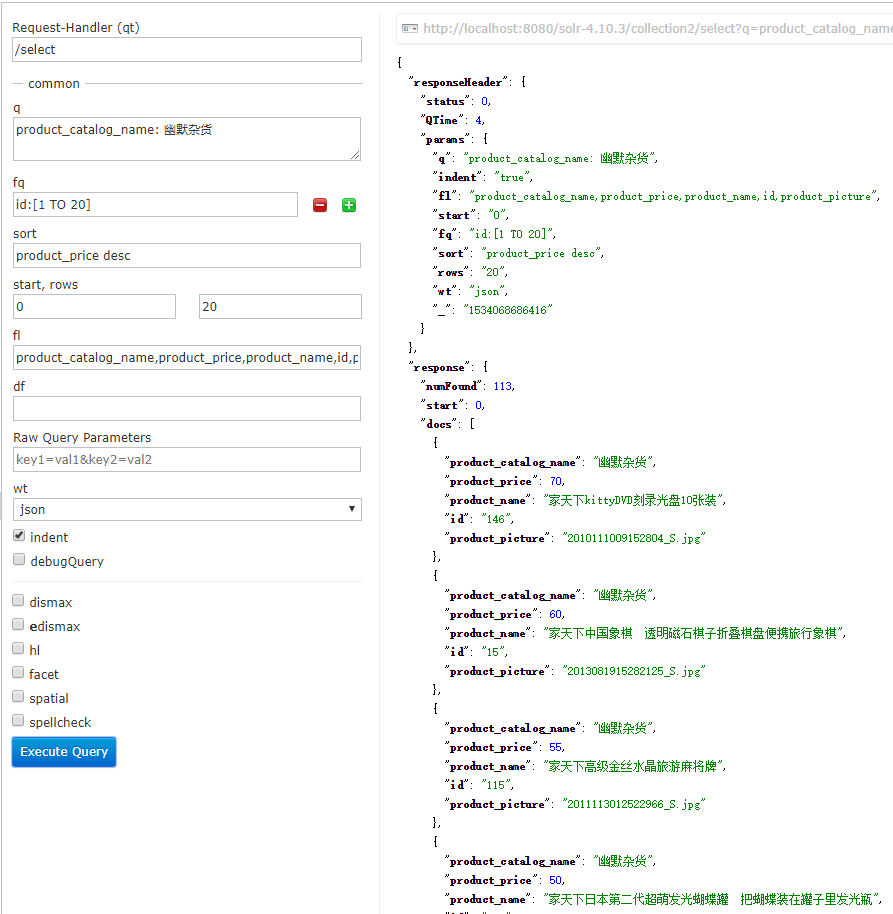 Request-Handler (qt)
/select
common
q
product_catalog_name: 幽默杂货
fq
id:[1 TO 20]
sort
product_price desc
start, rows
0
20
fl
product_catalog_name,product_price,product_name,id,p
df
Raw Query Parameters
key1=val1&key2=val2
wt
json
indent
debugQuery
dismax
edismax
hl
facet
spatial
spellcheck
Execute Query
http://localhost:8080/solr-4.10.3/collection2/select?q=product_catalog_name
{
"responseHeader": {
"status": 0,
"QTime": 4,
"params": {
"q": "product_catalog_name: 幽默杂货",
"indent": "true",
"fl": "product_catalog_name,product_price,product_name,id,product_picture",
"start": "0",
"fq": "id:[1 TO 20]",
"sort": "product_price desc",
"rows": "20",
"wt": "json",
"_": "1534068686416"
}
},
"response": {
"numFound": 113,
"start": 0,
"docs": [
{
"product_catalog_name": "幽默杂货",
"product_price": 70,
"product_name": "家天下kittyDVD刻录光盘10张装",
"id": "146",
"product_picture": "2010111009152804_S.jpg"
},
{
"product_catalog_name": "幽默杂货",
"product_price": 60,
"product_name": "家天下中国象棋　透明磁石棋子折叠棋盘便携旅行象棋",
"id": "15",
"product_picture": "2013081915282125_S.jpg"
},
{
"product_catalog_name": "幽默杂货",
"product_price": 55,
"product_name": "家天下高级金丝水晶旅游麻将牌",
"id": "115",
"product_picture": "2011113012522966_S.jpg"
},
{
"product_catalog_name": "幽默杂货",
"product_price": 50,
"product_name": "家天下日本第二代超萌发光蝴蝶罐　把蝴蝶装在罐子里发光瓶",